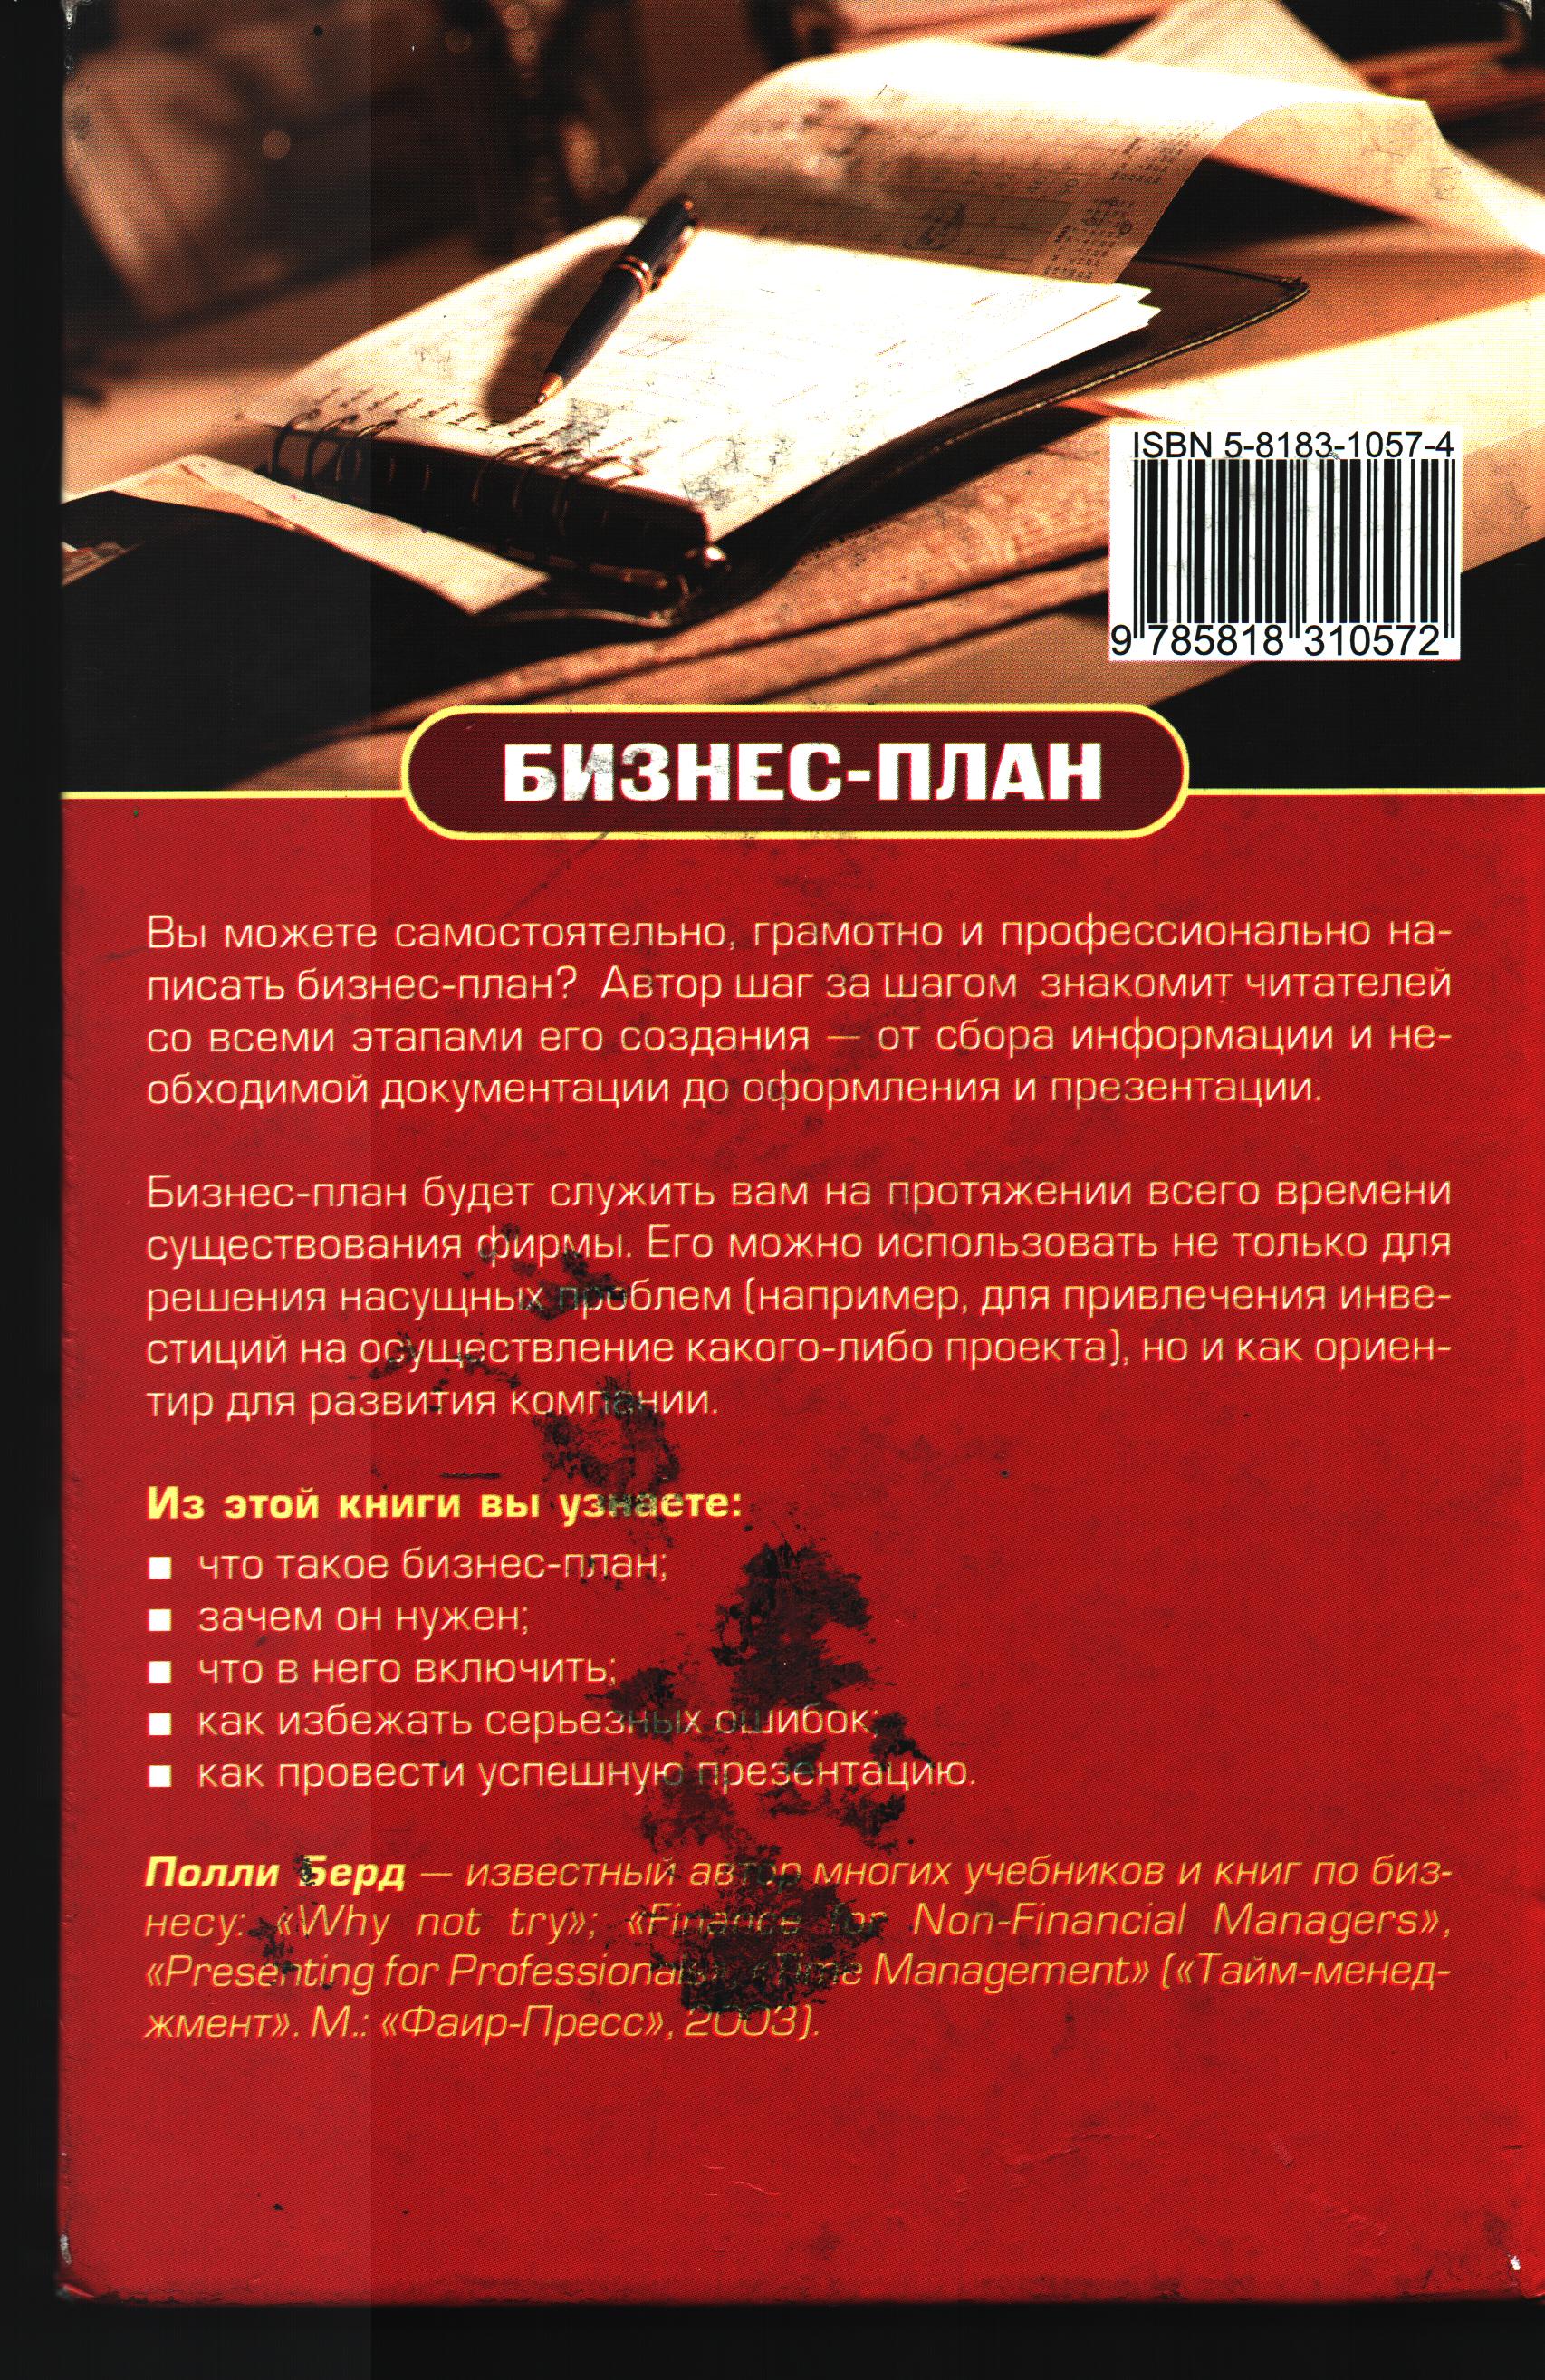 ISBN 5-8183-1057-4
9 785818 310572
БИЗНЕС-ПЛАН
Вы можете самостоятельно, грамотно и профессионально на-
писать бизнес-план? Автор шаг за шагом знакомит читателей
со всеми этапами его создания — от сбора информации и не-
обходимой документации до оформления и презентации.
Бизнес-план будет служить вам на протяжении всего времени
существования фирмы. Его можно использовать не только для
решения насущных проблем (например, для привлечения инве-
стиций на осуществление какого-либо проекта), но и как ориен-
тир для развития компании.
Из этой книги вы узнаете:
■ что такое бизнес-план;
■ зачем он нужен;
■ что в него включить;
■ как избежать серьезных ошибок;
■ как провести успешную презентацию.
Полли Берд — известный автор многих учебников и книг по биз-
несу: «Why not try»; «Finance for Non-Financial Managers»,
«Presenting for Professionals», «Time Management» («Тайм-менед-
жмент». М.: «Фаир-Пресс», 2003).